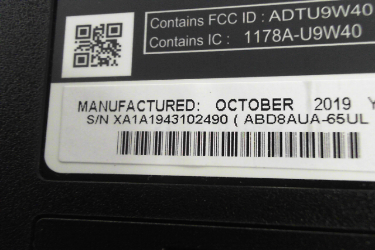 Contains FCC ID : ADTU9W40
Contains IC : 1178A-U9W40
MANUFACTURED: OCTOBER 2019 Y
S/N XA1A1943102490 ( ABD8AUA-65UL